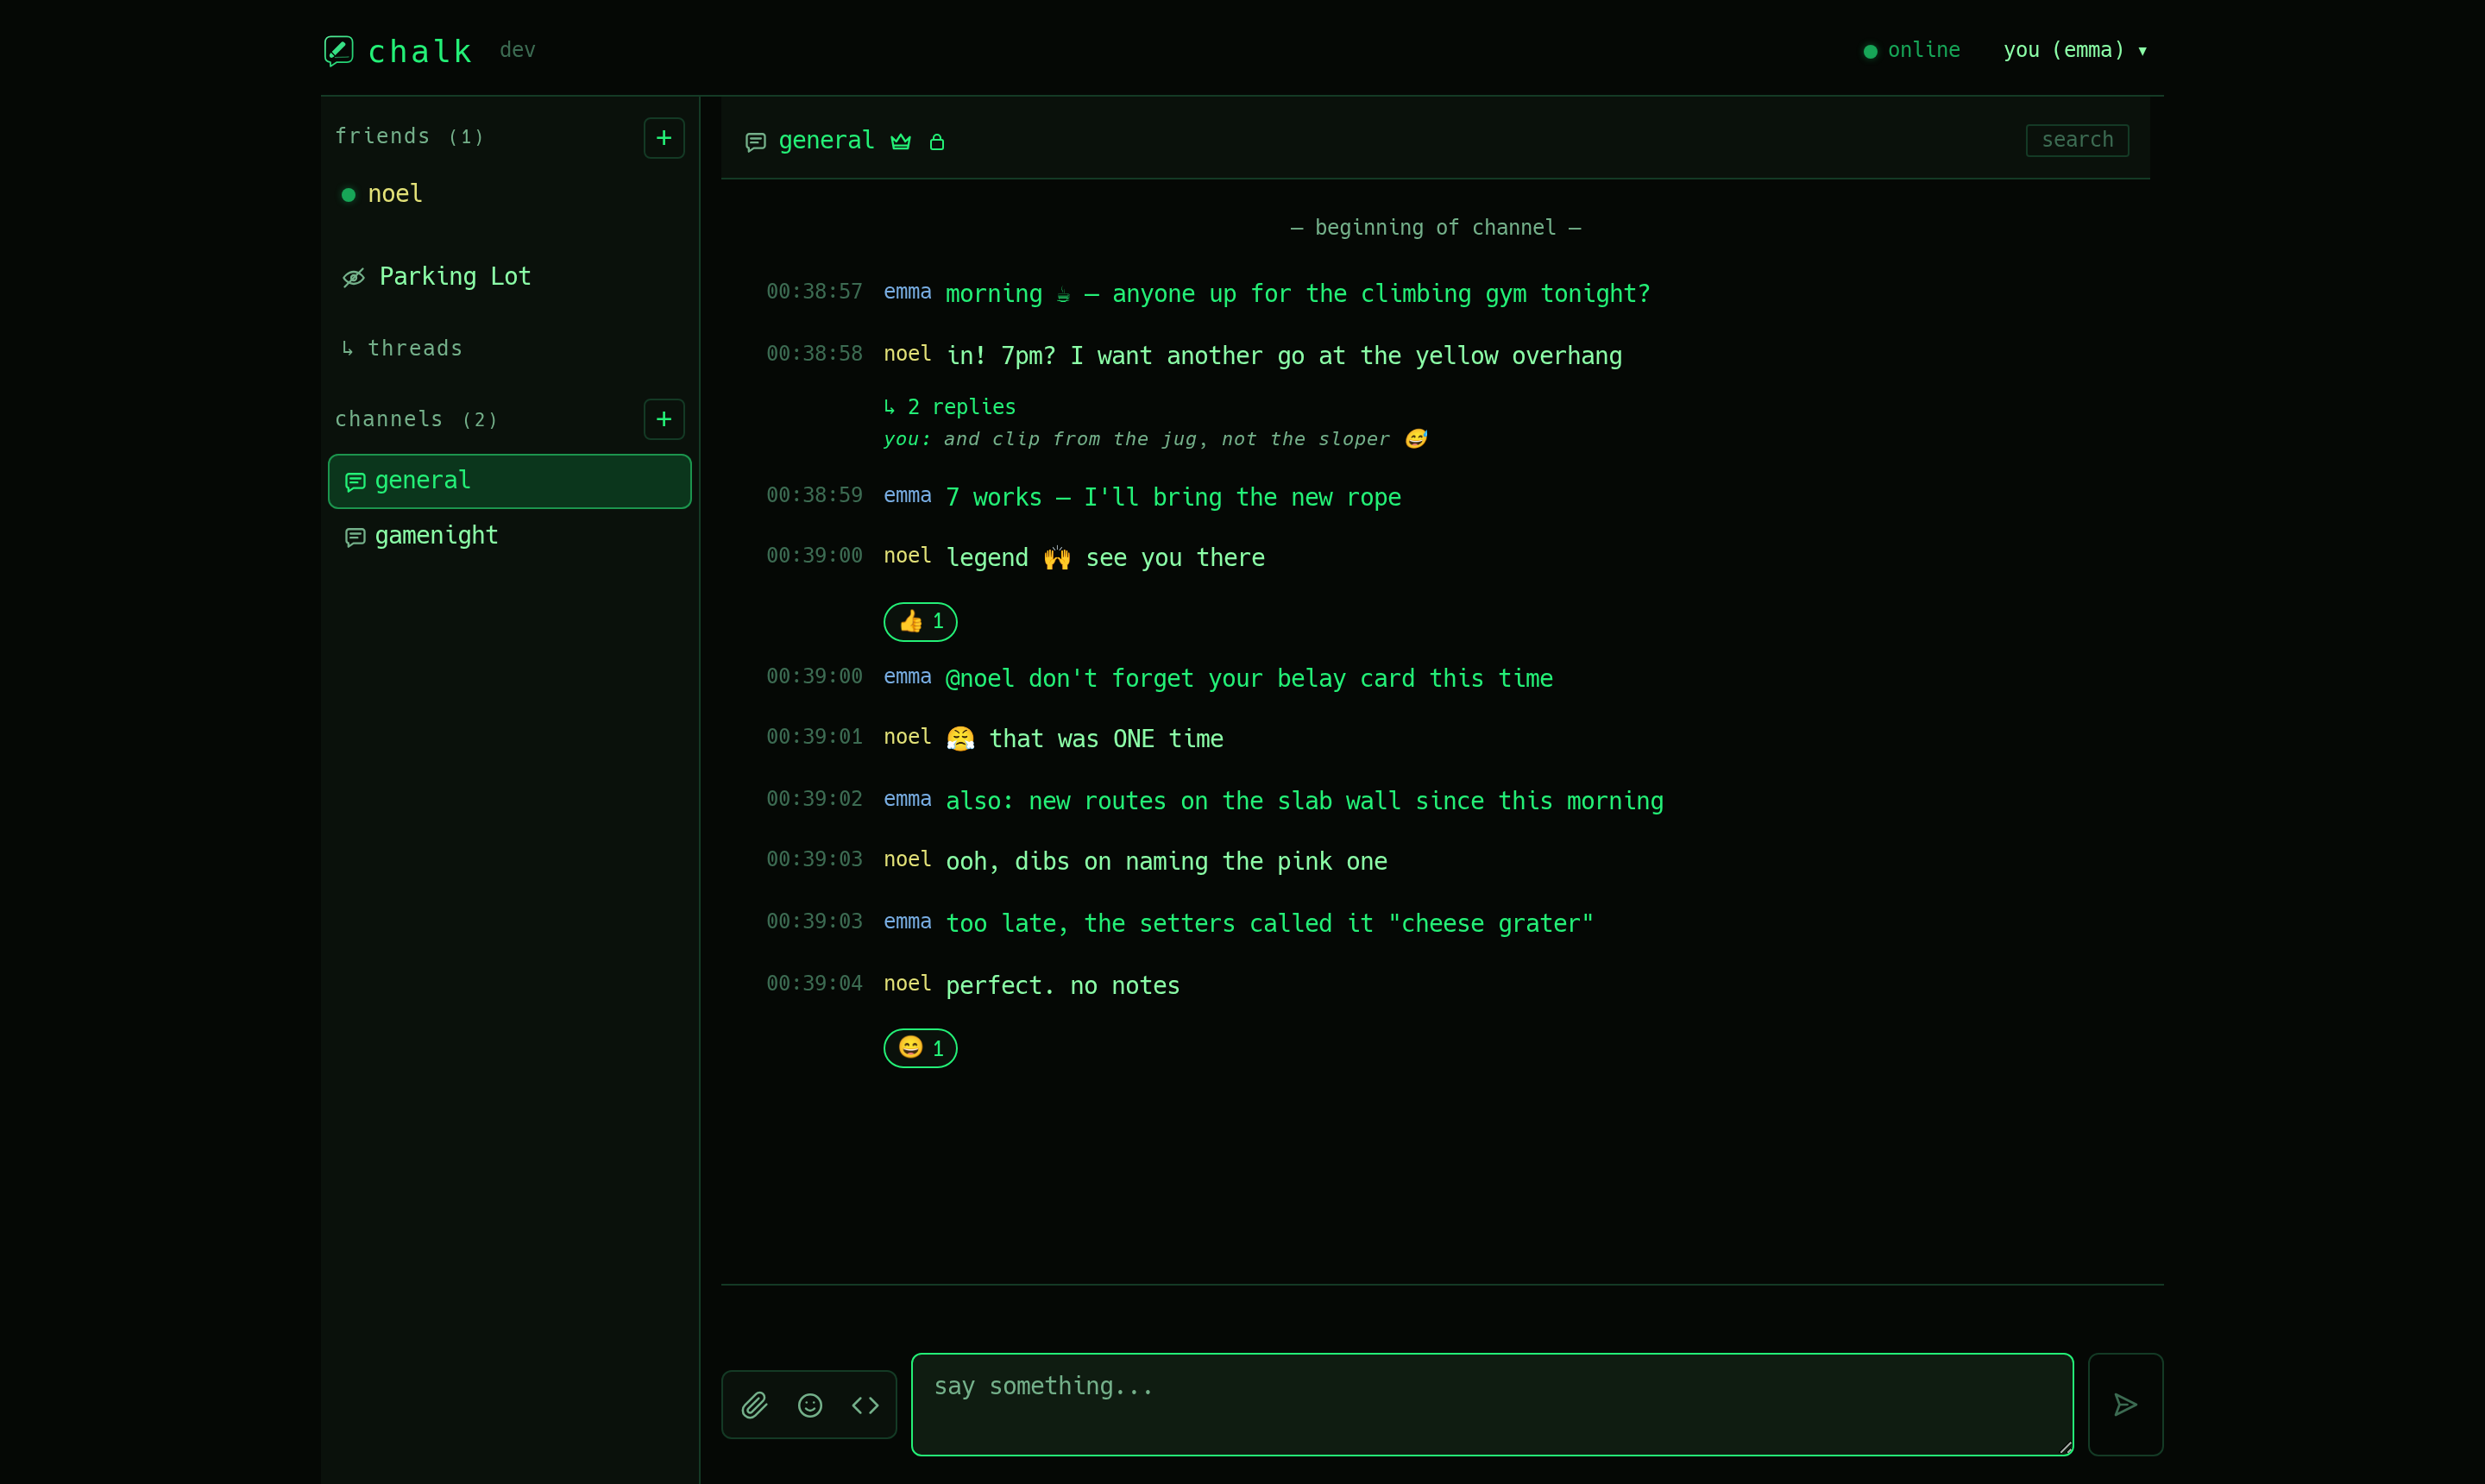 chalk dev
online you (emma) ▾
friends (1) +
noel
Parking Lot
↳ threads
channels (2) +
general
gamenight
general
search
— beginning of channel —
00:38:57 emma morning ☕ — anyone up for the climbing gym tonight?
00:38:58 noel in! 7pm? I want another go at the yellow overhang
↳ 2 replies
you: and clip from the jug, not the sloper 😅
00:38:59 emma 7 works — I'll bring the new rope
00:39:00 noel legend 🙌 see you there
👍 1
00:39:00 emma @noel don't forget your belay card this time
00:39:01 noel 😤 that was ONE time
00:39:02 emma also: new routes on the slab wall since this morning
00:39:03 noel ooh, dibs on naming the pink one
00:39:03 emma too late, the setters called it "cheese grater"
00:39:04 noel perfect. no notes
😄 1
say something...